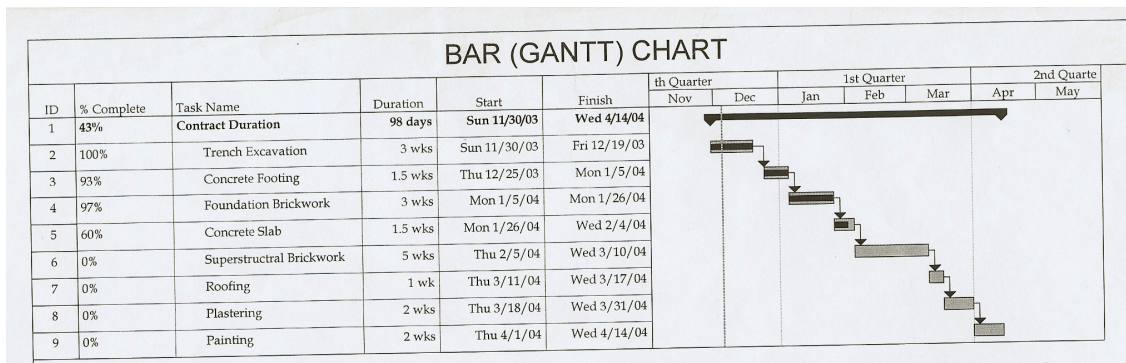 BAR (GANTT) CHART
th Quarter 1st Quarter 2nd Quarte
ID % Complete Task Name Duration Start Finish Nov Dec Jan Feb Mar Apr May
1 43% Contract Duration 98 days Sun 11/30/03 Wed 4/14/04
2 100% Trench Excavation 3 wks Sun 11/30/03 Fri 12/19/03
3 93% Concrete Footing 1.5 wks Thu 12/25/03 Mon 1/5/04
4 97% Foundation Brickwork 3 wks Mon 1/5/04 Mon 1/26/04
5 60% Concrete Slab 1.5 wks Mon 1/26/04 Wed 2/4/04
6 0% Superstructral Brickwork 5 wks Thu 2/5/04 Wed 3/10/04
7 0% Roofing 1 wk Thu 3/11/04 Wed 3/17/04
8 0% Plastering 2 wks Thu 3/18/04 Wed 3/31/04
9 0% Painting 2 wks Thu 4/1/04 Wed 4/14/04